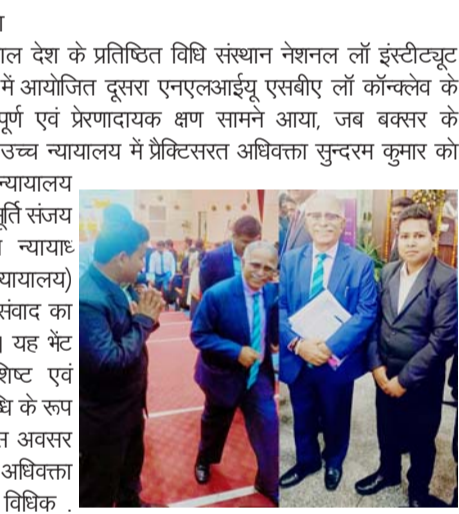 ाल देश के प्रतिष्ठित विधि संस्थान नेशनल लॉ इंस्टीट्यूट
में आयोजित दूसरा एनएलआईयू एसबीए लॉ कॉन्क्लेव के
पूर्ण एवं प्रेरणादायक क्षण सामने आया, जब बक्सर के
उच्च न्यायालय में प्रैक्टिसरत अधिवक्ता सुन्दरम कुमार को
न्यायालय
मूर्ति संजय
न्यायाध
यायालय)
संवाद का
। यह भेंट
शिष्ट एवं
के रूप
अवसर
अधिवक्ता
विधिक .